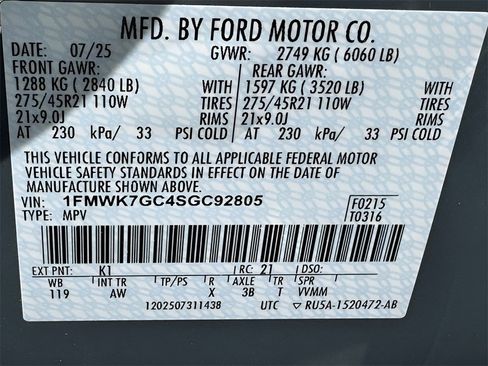 MFD. BY FORD MOTOR CO.
DATE: 07/25 GVWR: 2749 KG ( 6060 LB)
FRONT GAWR: REAR GAWR:
1288 KG ( 2840 LB) 1597 KG ( 3520 LB)
275/45R21 110W TIRES 275/45R21 110W TIRES
21x9.0J RIMS 21x9.0J RIMS
AT 230 kPa/ 33 PSI COLD AT 230 kPa/ 33 PSI COLD
THIS VEHICLE CONFORMS TO ALL APPLICABLE FEDERAL MOTOR
VEHICLE SAFETY STANDARDS IN EFFECT ON THE DATE OF
MANUFACTURE SHOWN ABOVE.
VIN: 1FMWK7GC4SGC92805 F0215
TYPE: MPV T0316
EXT PNT: K1 RC: 21 DSO:
WB INT TR TP/PS R AXLE TR SPR
119 AW X 3B T VVMM
1202507311438 UTC ▽ RU5A-1520472-AB